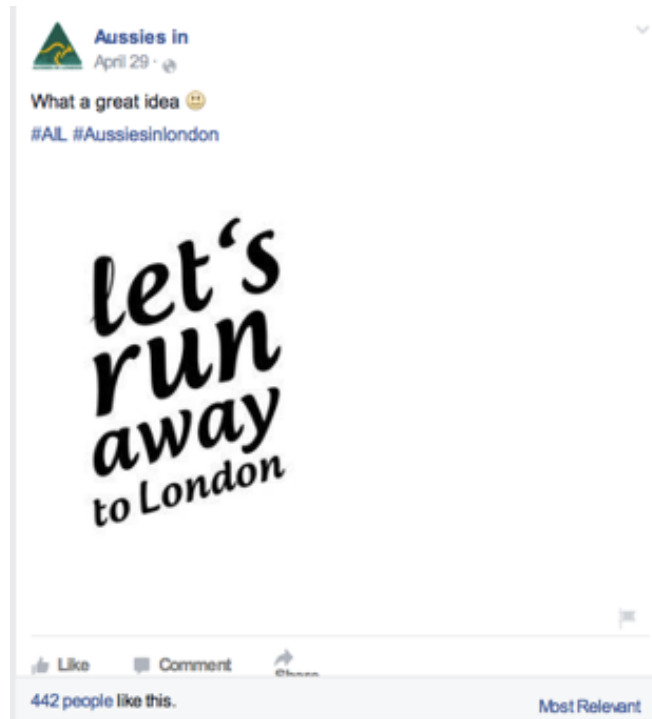 Aussies in
April 29 ·
What a great idea
#AIL #Aussiesinlondon
let‘s
run
away
to London
Like Comment Share
442 people like this.
Most Relevant